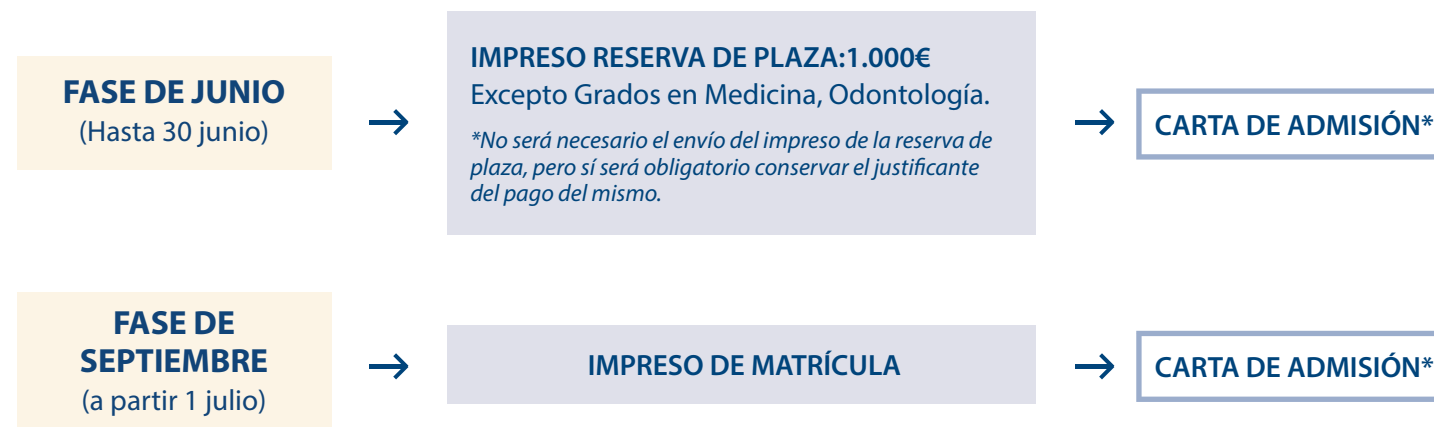 FASE DE JUNIO
(Hasta 30 junio)
→
IMPRESO RESERVA DE PLAZA:1.000€
Excepto Grados en Medicina, Odontología.
*No será necesario el envío del impreso de la reserva de
plaza, pero sí será obligatorio conservar el justificante
del pago del mismo.
→
CARTA DE ADMISIÓN*
FASE DE
SEPTIEMBRE
(a partir 1 julio)
→
IMPRESO DE MATRÍCULA
→
CARTA DE ADMISIÓN*